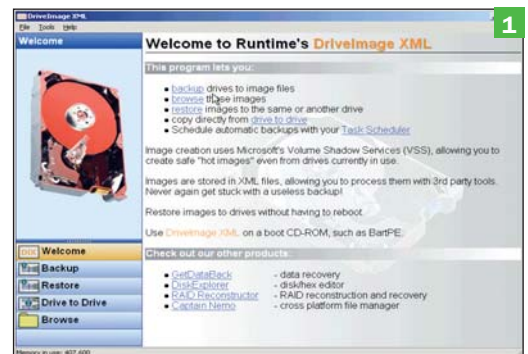 DriveImage XML
1
File Tools Help
Welcome
Welcome to Runtime's DriveImage XML
This program lets you:
backup drives to image files
browse these images
restore images to the same or another drive
copy directly from drive to drive
Schedule automatic backups with your Task Scheduler
Image creation uses Microsoft's Volume Shadow Services (VSS), allowing you to
create safe "hot images" even from drives currently in use.
Images are stored in XML files, allowing you to process them with 3rd party tools.
Never again get stuck with a useless backup!
Restore images to drives without having to reboot.
Use DriveImage XML on a boot CD-ROM, such as BartPE.
Welcome
Backup
Restore
Drive to Drive
Browse
Check out our other products:
GetDataBack - data recovery
DiskExplorer - disk/hex editor
RAID Reconstructor - RAID reconstruction and recovery
Captain Nemo - cross platform file manager
Memory in use: 407,600